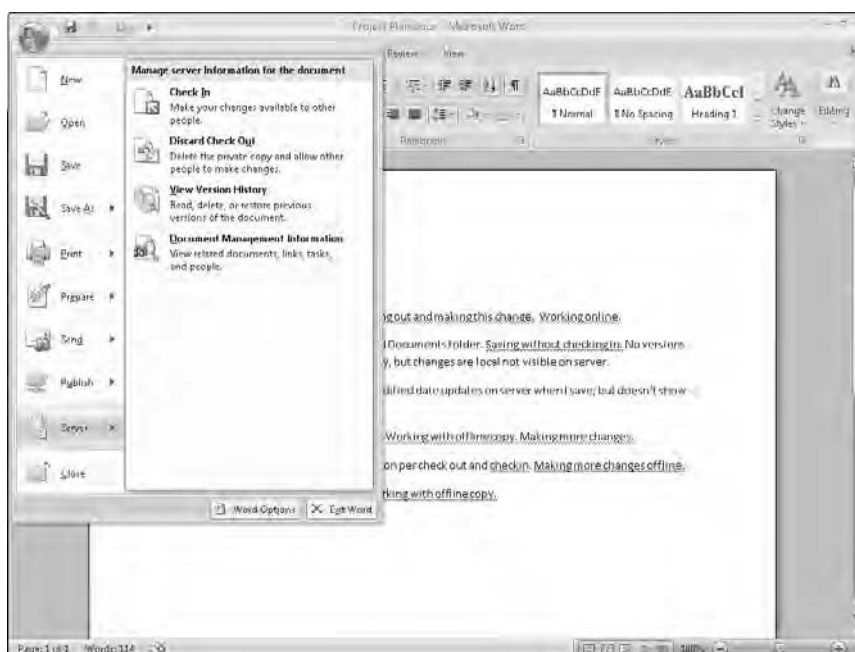 Microsoft Word
Review View
New
Open
Save
Save As
Print
Prepare
Send
Publish
Server
Close
Manage server information for the document
Check In
Make your changes available to other
people.
Discard Check Out
Delete the private copy and allow other
people to make changes.
View Version History
Read, delete, or restore previous
versions of the document.
Document Management Information
View related documents, links, tasks,
and people.
Word Options Exit Word
AaBbCcDdE AaBbCcDdE AaBbCcI
¶ Normal ¶ No Spacing Heading 1
Change
Styles
Editing
Paragraph
Styles
out and making this change. Working online.
Documents folder. Saving without checking in. No versions
, but changes are local not visible on server.
date updates on server when I save, but doesn't show
Working with offline copy. Making more changes.
on per check out and checkin. Making more changes offline.
with offline copy.
Page: 1 of 1 Words: 114
100%